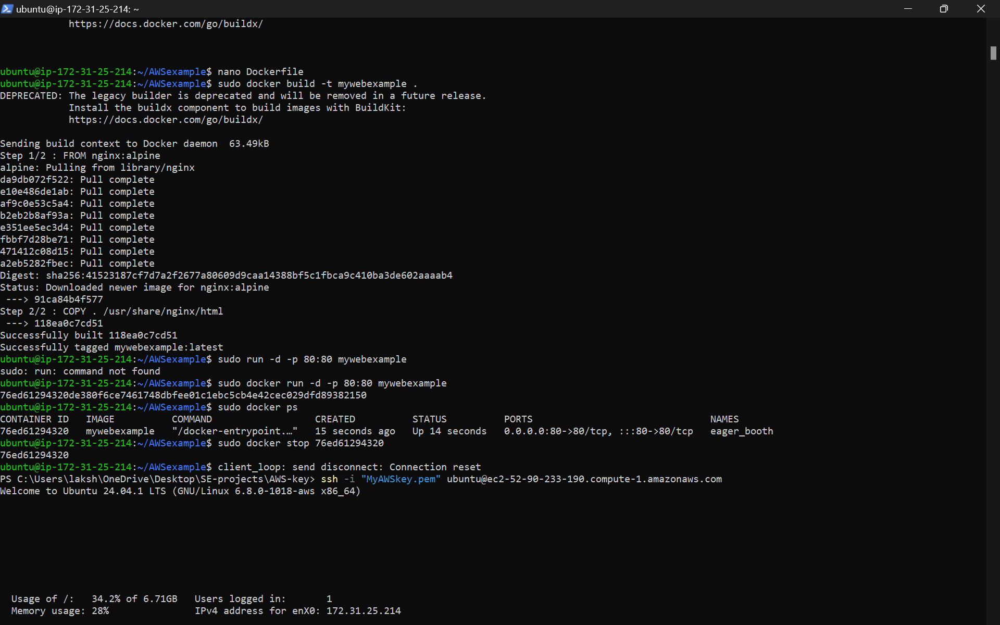 ubuntu@ip-172-31-25-214: ~
https://docs.docker.com/go/buildx/
ubuntu@ip-172-31-25-214:~/AWSexample$ nano Dockerfile
ubuntu@ip-172-31-25-214:~/AWSexample$ sudo docker build -t mywebexample .
DEPRECATED: The legacy builder is deprecated and will be removed in a future release.
Install the buildx component to build images with BuildKit:
https://docs.docker.com/go/buildx/
Sending build context to Docker daemon  63.49kB
Step 1/2 : FROM nginx:alpine
alpine: Pulling from library/nginx
da9db072f522: Pull complete
e10e486de1ab: Pull complete
af9c0e53c5a4: Pull complete
b2eb2b8af93a: Pull complete
e351ee5ec3d4: Pull complete
fbbf7d28be71: Pull complete
471412c08d15: Pull complete
a2eb5282fbec: Pull complete
Digest: sha256:41523187cf7d7a2f2677a80609d9caa14388bf5c1fbca9c410ba3de602aaaab4
Status: Downloaded newer image for nginx:alpine
---> 91ca84b4f577
Step 2/2 : COPY . /usr/share/nginx/html
---> 118ea0c7cd51
Successfully built 118ea0c7cd51
Successfully tagged mywebexample:latest
ubuntu@ip-172-31-25-214:~/AWSexample$ sudo run -d -p 80:80 mywebexample
sudo: run: command not found
ubuntu@ip-172-31-25-214:~/AWSexample$ sudo docker run -d -p 80:80 mywebexample
76ed61294320de380f6ce7461748dbfee01c1ebc5cb4e42cec029dfd89382150
ubuntu@ip-172-31-25-214:~/AWSexample$ sudo docker ps
CONTAINER ID   IMAGE          COMMAND                  CREATED          STATUS          PORTS                               NAMES
76ed61294320   mywebexample   "/docker-entrypoint.…"   15 seconds ago   Up 14 seconds   0.0.0.0:80->80/tcp, :::80->80/tcp   eager_booth
ubuntu@ip-172-31-25-214:~/AWSexample$ sudo docker stop 76ed61294320
76ed61294320
ubuntu@ip-172-31-25-214:~/AWSexample$ client_loop: send disconnect: Connection reset
PS C:\Users\laksh\OneDrive\Desktop\SE-projects\AWS-key> ssh -i "MyAWSkey.pem" ubuntu@ec2-52-90-233-190.compute-1.amazonaws.com
Welcome to Ubuntu 24.04.1 LTS (GNU/Linux 6.8.0-1018-aws x86_64)
Usage of /:   34.2% of 6.71GB   Users logged in:       1
Memory usage: 28%               IPv4 address for enX0: 172.31.25.214